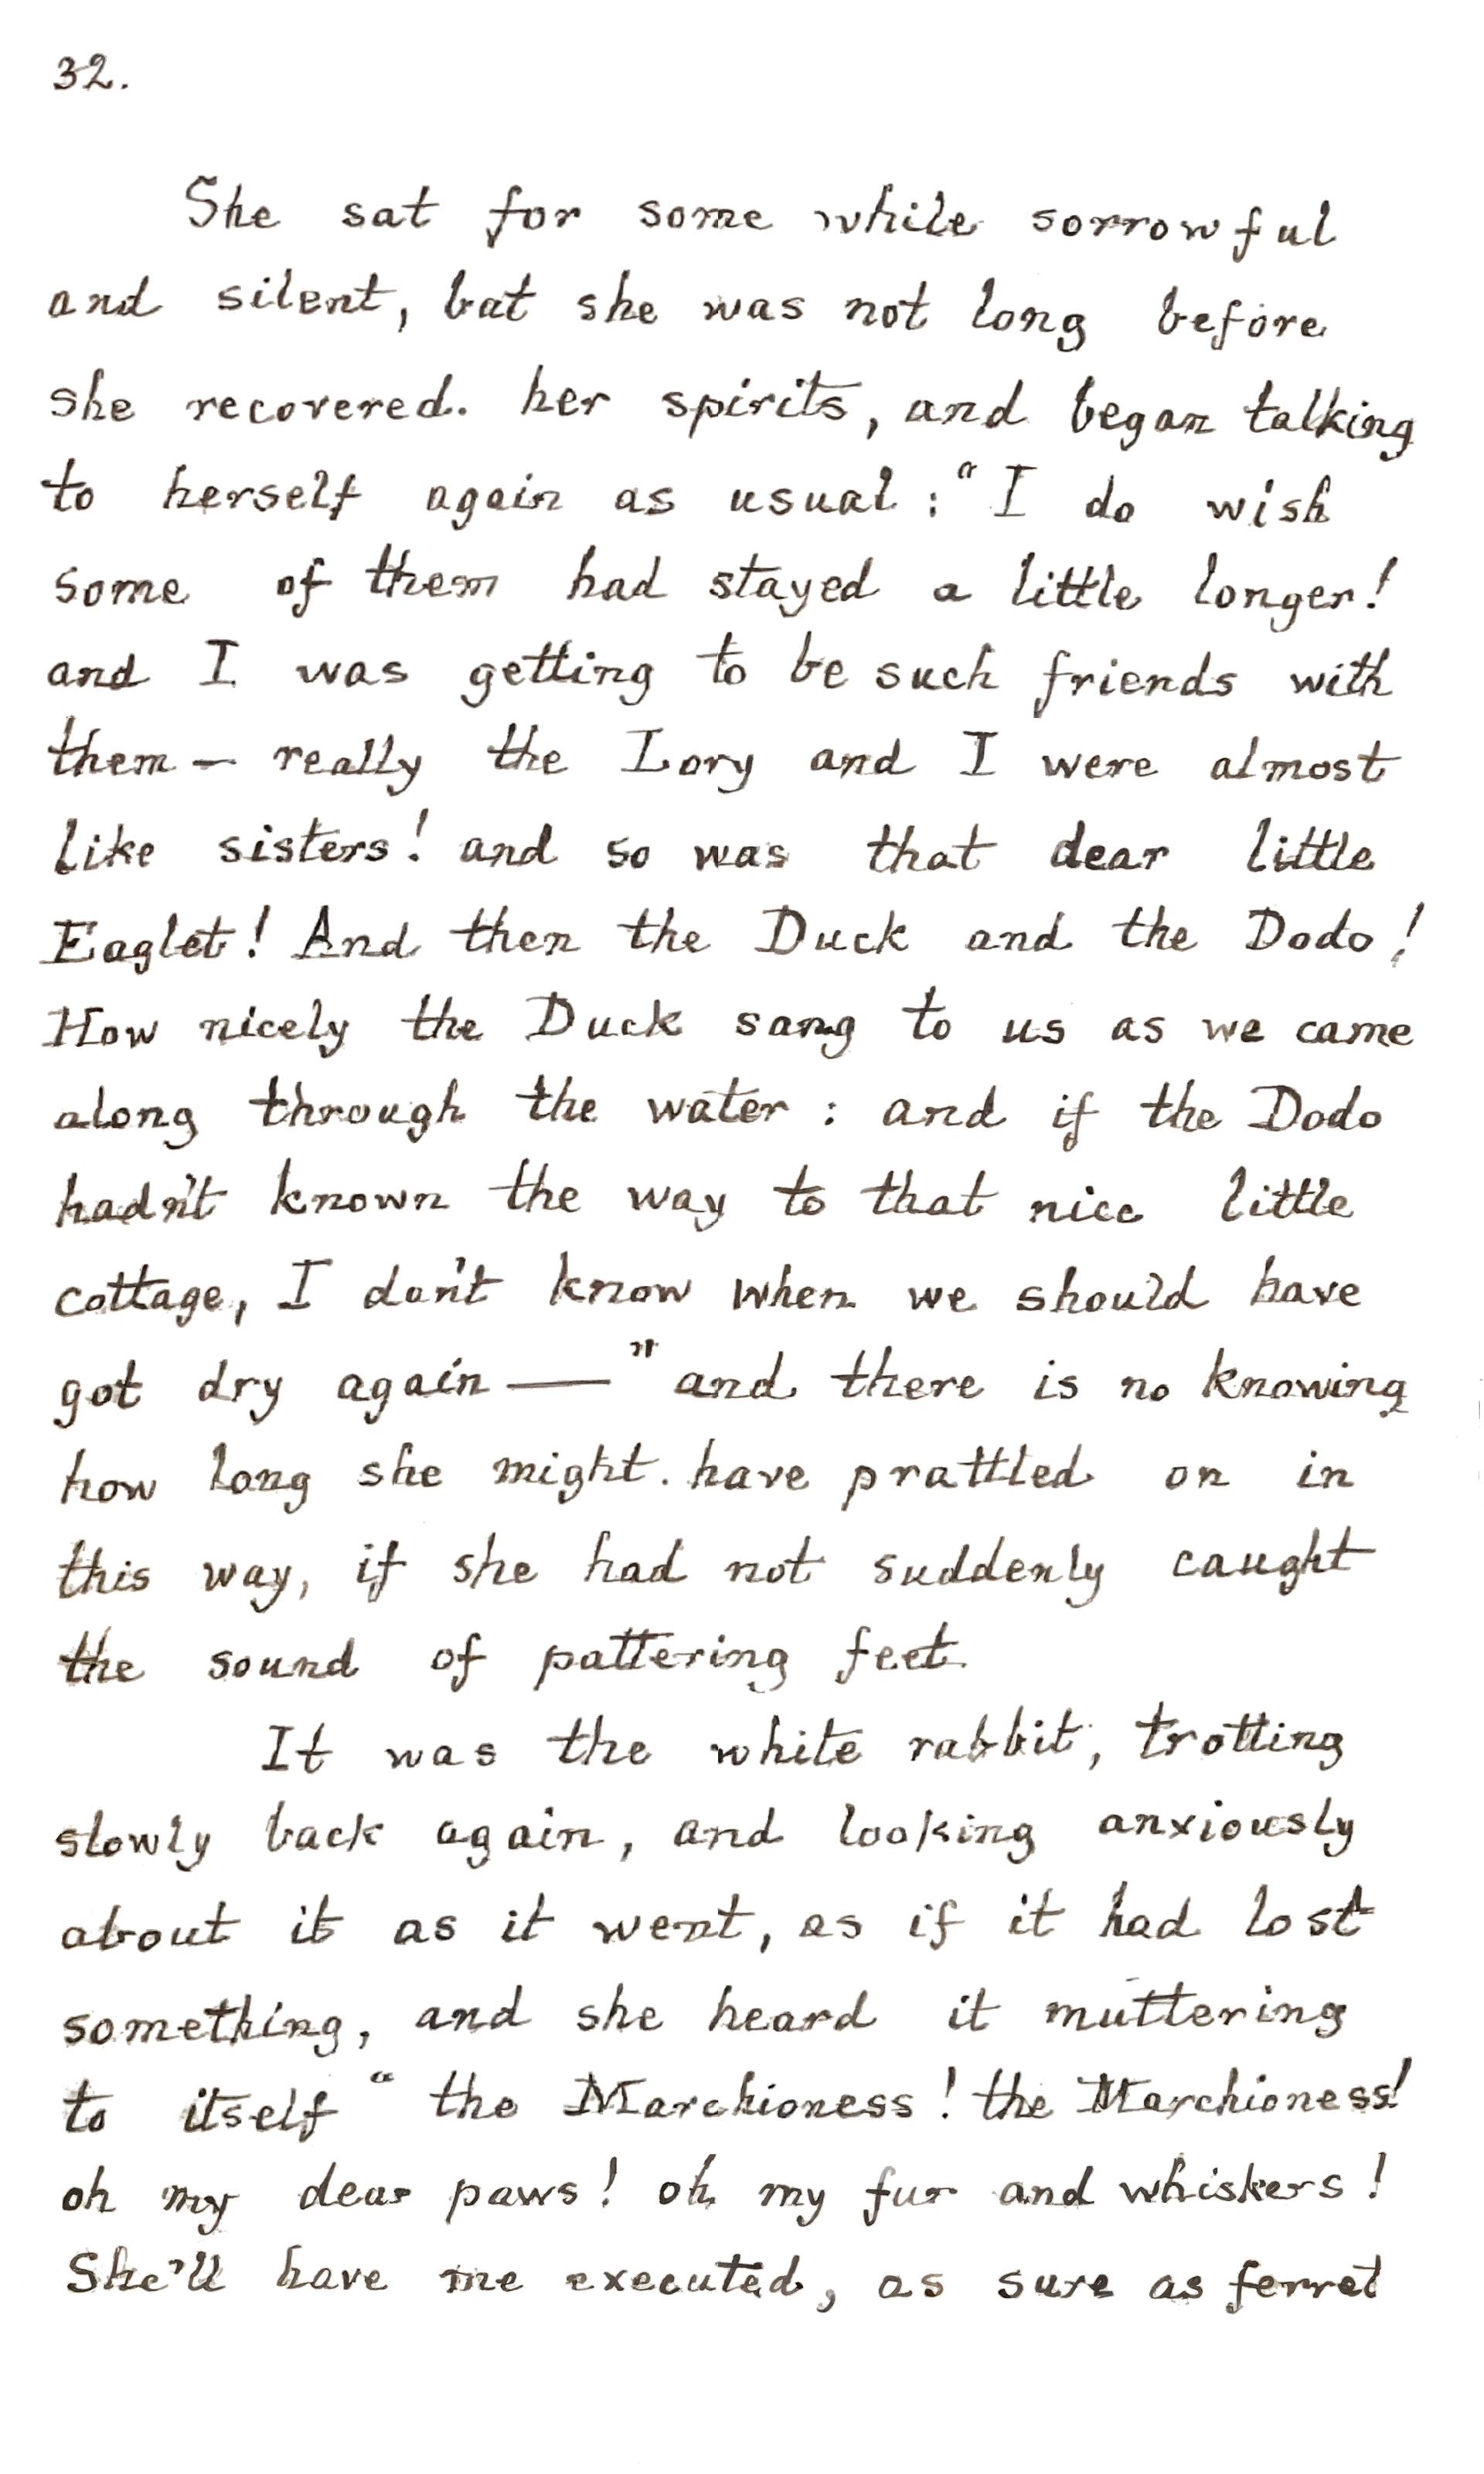 32.
She sat for some while sorrowful
and silent, but she was not long before
she recovered her spirits, and began talking
to herself again as usual : "I do wish
some of them had stayed a little longer!
and I was getting to be such friends with
them — really the Lory and I were almost
like sisters! and so was that dear little
Eaglet! And then the Duck and the Dodo!
How nicely the Duck sang to us as we came
along through the water : and if the Dodo
hadn't known the way to that nice little
cottage, I don't know when we should have
got dry again —" and there is no knowing
how long she might have prattled on in
this way, if she had not suddenly caught
the sound of pattering feet.
It was the white rabbit, trotting
slowly back again, and looking anxiously
about it as it went, as if it had lost
something, and she heard it muttering
to itself "the Marchioness! the Marchioness!
oh my dear paws! oh my fur and whiskers!
She'll have me executed, as sure as ferret